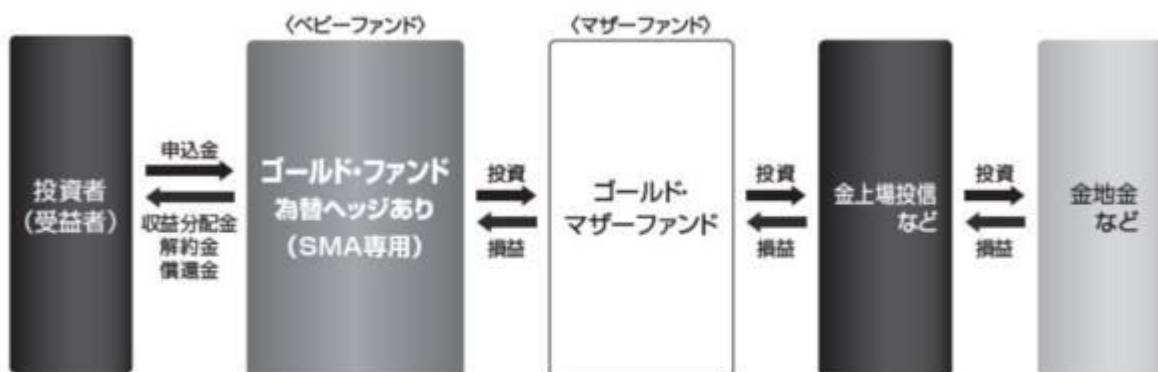 〈ベビーファンド〉
〈マザーファンド〉
投資者
(受益者)
申込金
収益分配金
解約金
償還金
ゴールド・ファンド
為替ヘッジあり
(SMA専用)
投資
損益
ゴールド・
マザーファンド
投資
損益
金上場投信
など
投資
損益
金地金
など